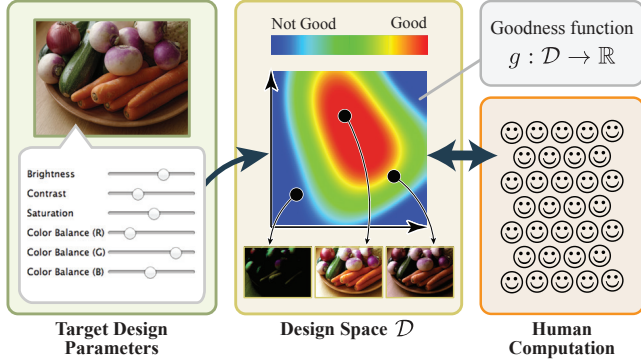 Brightness
Contrast
Saturation
Color Balance (R)
Color Balance (G)
Color Balance (B)
Target Design
Parameters
Not Good
Good
Design Space 𝒟
Goodness function
g : 𝒟 → ℝ
Human
Computation